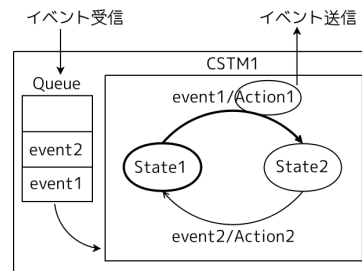 イベント受信
イベント送信
CSTM1
Queue
event1/Action1
event2
event1
State1
State2
event2/Action2